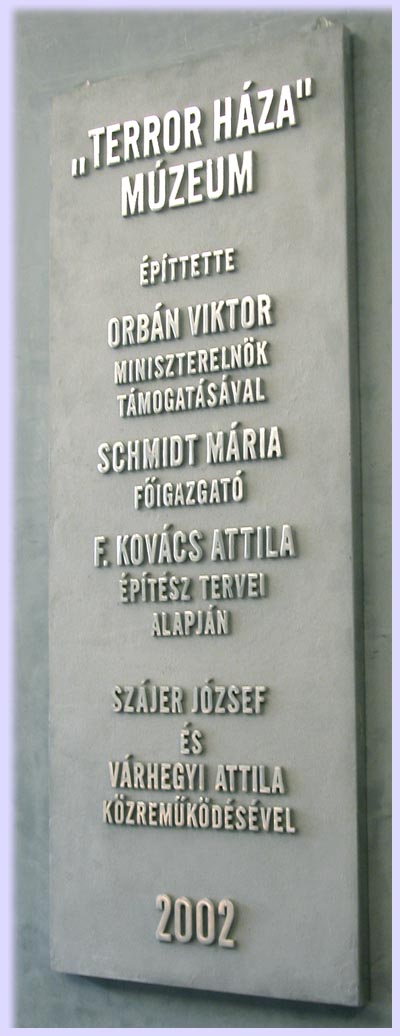 „TERROR HÁZA"
MÚZEUM
ÉPÍTTETTE
ORBÁN VIKTOR
MINISZTERELNÖK
TÁMOGATÁSÁVAL
SCHMIDT MÁRIA
FŐIGAZGATÓ
F. KOVÁCS ATTILA
ÉPÍTÉSZ TERVEI
ALAPJÁN
SZÁJER JÓZSEF
ÉS
VÁRHEGYI ATTILA
KÖZREMŰKÖDÉSÉVEL
2002